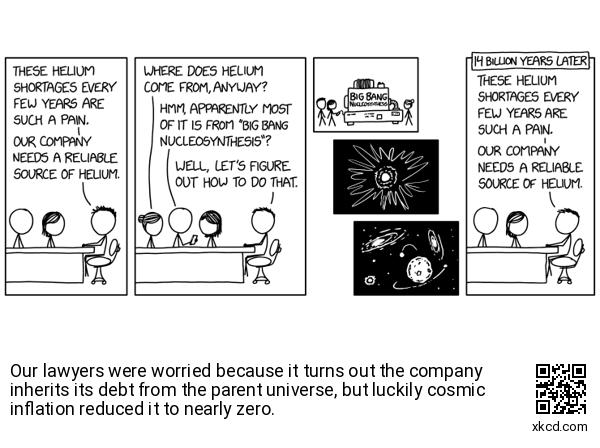 THESE HELIUM
SHORTAGES EVERY
FEW YEARS ARE
SUCH A PAIN.
OUR COMPANY
NEEDS A RELIABLE
SOURCE OF HELIUM.
WHERE DOES HELIUM
COME FROM, ANYWAY?
HMM, APPARENTLY MOST
OF IT IS FROM "BIG BANG
NUCLEOSYNTHESIS"?
WELL, LET'S FIGURE
OUT HOW TO DO THAT.
BIG BANG
NUCLEOSYNTHESIS
14 BILLION YEARS LATER
THESE HELIUM
SHORTAGES EVERY
FEW YEARS ARE
SUCH A PAIN.
OUR COMPANY
NEEDS A RELIABLE
SOURCE OF HELIUM.
Our lawyers were worried because it turns out the company
inherits its debt from the parent universe, but luckily cosmic
inflation reduced it to nearly zero.
xkcd.com